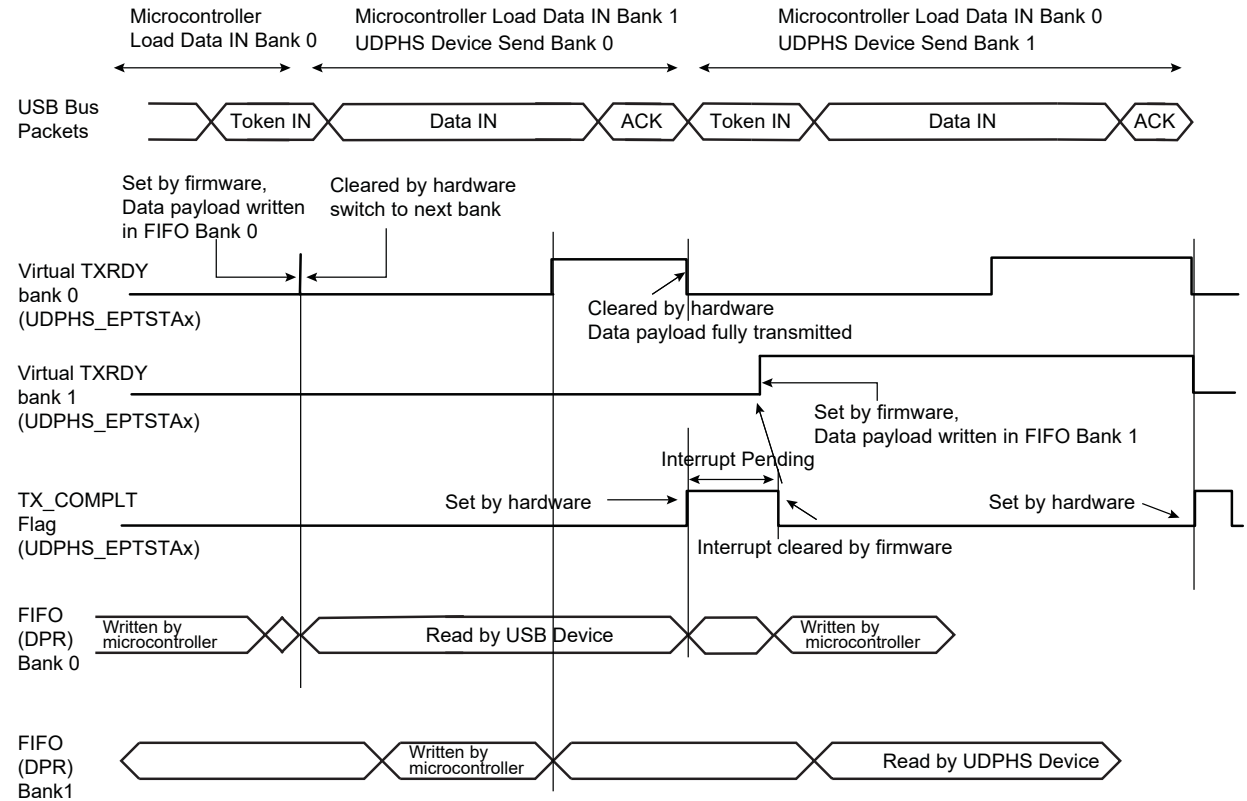 Microcontroller
Load Data IN Bank 0
Microcontroller Load Data IN Bank 1
UDPHS Device Send Bank 0
Microcontroller Load Data IN Bank 0
UDPHS Device Send Bank 1
USB Bus
Packets
Token IN
Data IN
ACK
Token IN
Data IN
ACK
Set by firmware,
Data payload written
in FIFO Bank 0
Cleared by hardware
switch to next bank
Virtual TXRDY
bank 0
(UDPHS_EPTSTAx)
Cleared by hardware
Data payload fully transmitted
Virtual TXRDY
bank 1
(UDPHS_EPTSTAx)
Set by firmware,
Data payload written in FIFO Bank 1
Interrupt Pending
TX_COMPLT
Flag
(UDPHS_EPTSTAx)
Set by hardware
Set by hardware
Interrupt cleared by firmware
FIFO
(DPR)
Bank 0
Written by
microcontroller
Read by USB Device
Written by
microcontroller
FIFO
(DPR)
Bank1
Written by
microcontroller
Read by UDPHS Device